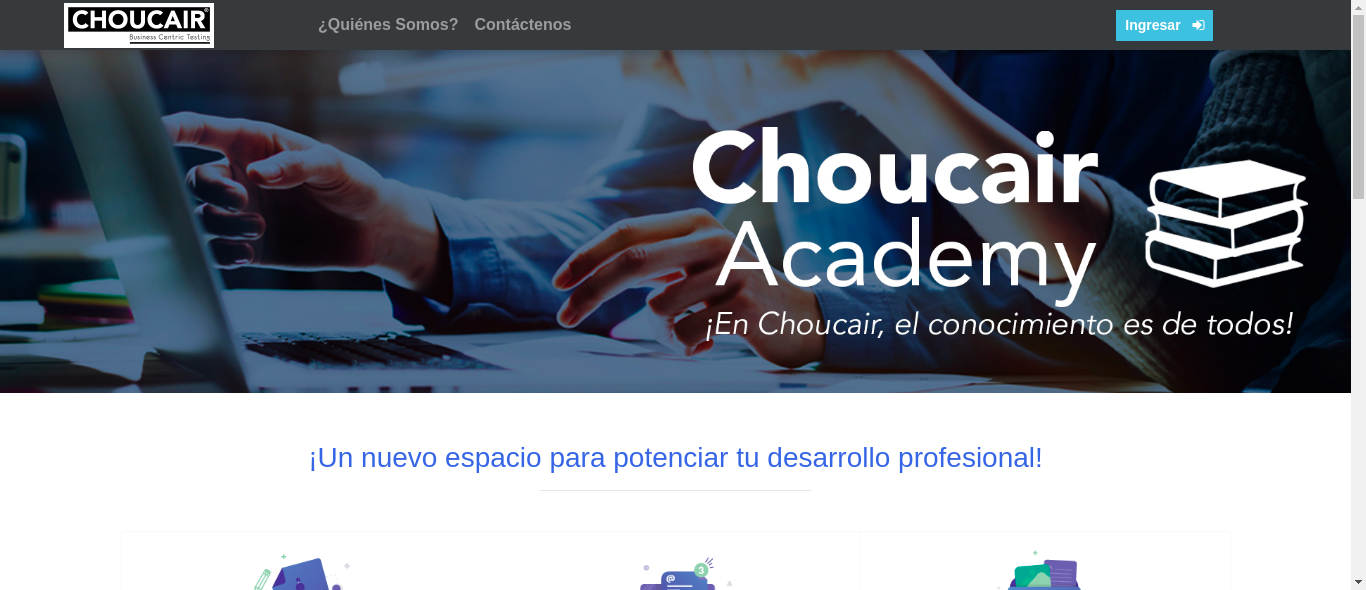 CHOUCAIR®
Business Centric Testing
¿Quiénes Somos?
Contáctenos
Ingresar
Choucair
Academy
¡En Choucair, el conocimiento es de todos!
¡Un nuevo espacio para potenciar tu desarrollo profesional!
@
3